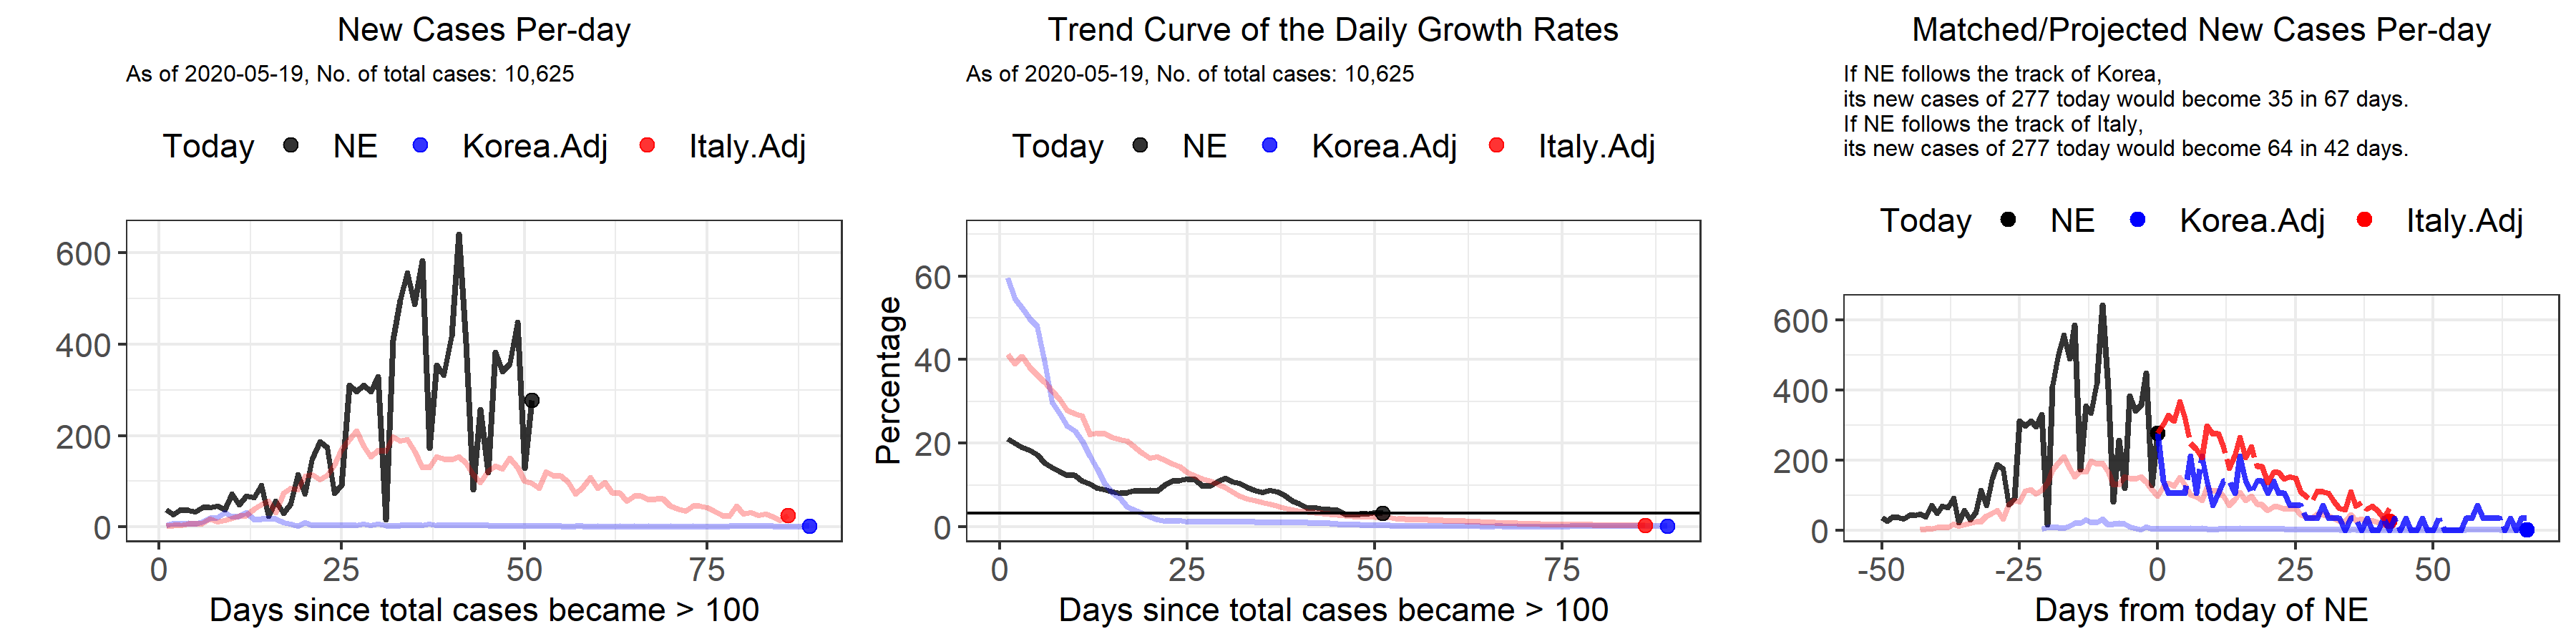 New Cases Per-day
As of 2020-05-19, No. of total cases: 10,625
Today NE Korea.Adj Italy.Adj
600
400
200
0
0 25 50 75
Days since total cases became > 100
Trend Curve of the Daily Growth Rates
As of 2020-05-19, No. of total cases: 10,625
Today NE Korea.Adj Italy.Adj
Percentage
60
40
20
0
0 25 50 75
Days since total cases became > 100
Matched/Projected New Cases Per-day
If NE follows the track of Korea,
its new cases of 277 today would become 35 in 67 days.
If NE follows the track of Italy,
its new cases of 277 today would become 64 in 42 days.
Today NE Korea.Adj Italy.Adj
600
400
200
0
-50 -25 0 25 50
Days from today of NE